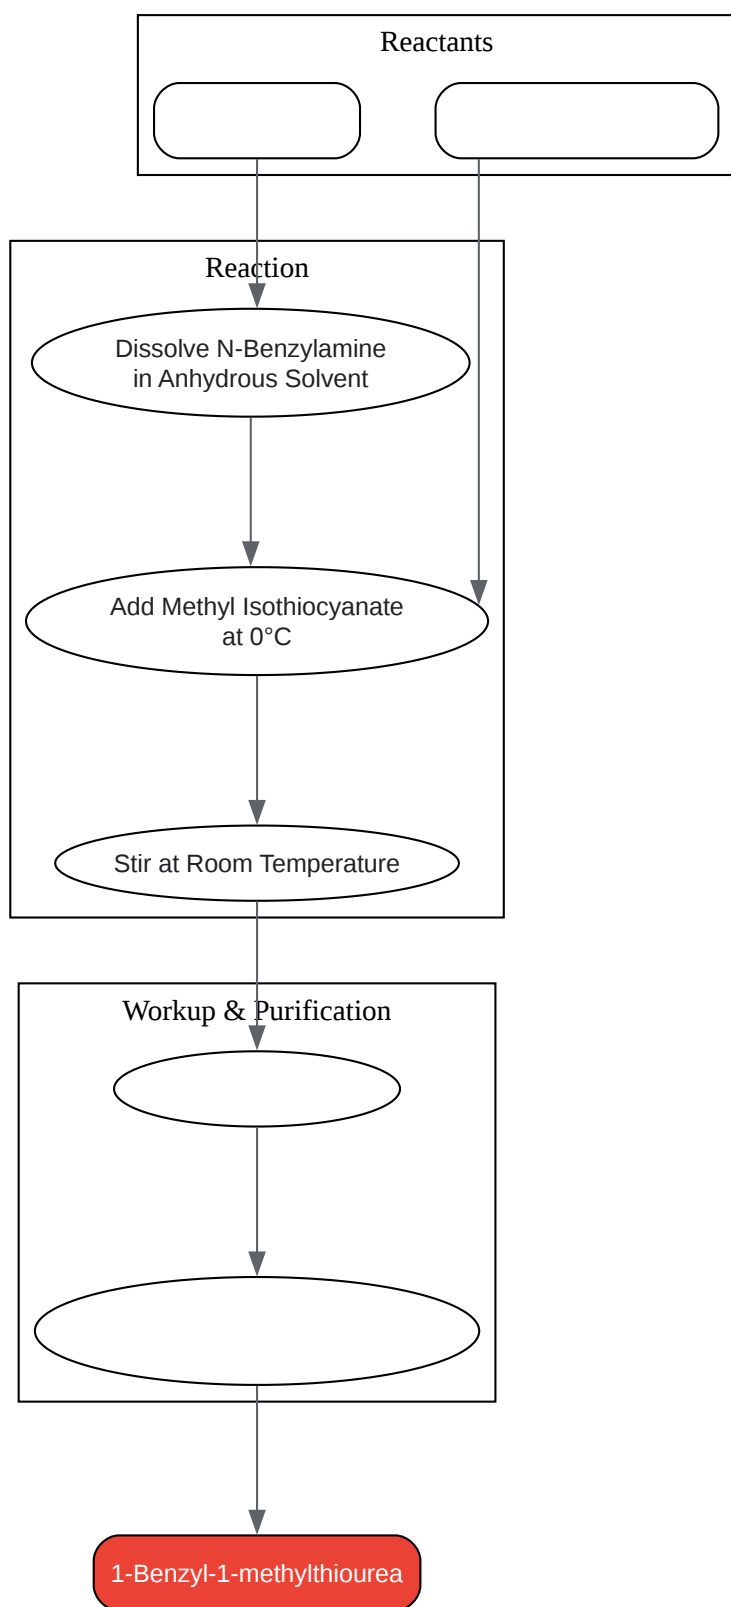 Reactants
Reaction
Dissolve N-Benzylamine
in Anhydrous Solvent
Add Methyl Isothiocyanate
at 0°C
Stir at Room Temperature
Workup & Purification
1-Benzyl-1-methylthiourea